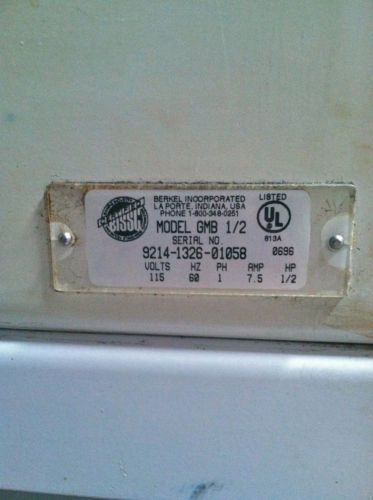 BERKEL INCORPORATED
LA PORTE, INDIANA, USA
PHONE 1-800-348-0251
MODEL GMB 1/2
SERIAL NO.
9214-1326-01058
LISTED
UL
813A
0696
VOLTS HZ PH AMP HP
115 60 1 7.5 1/2